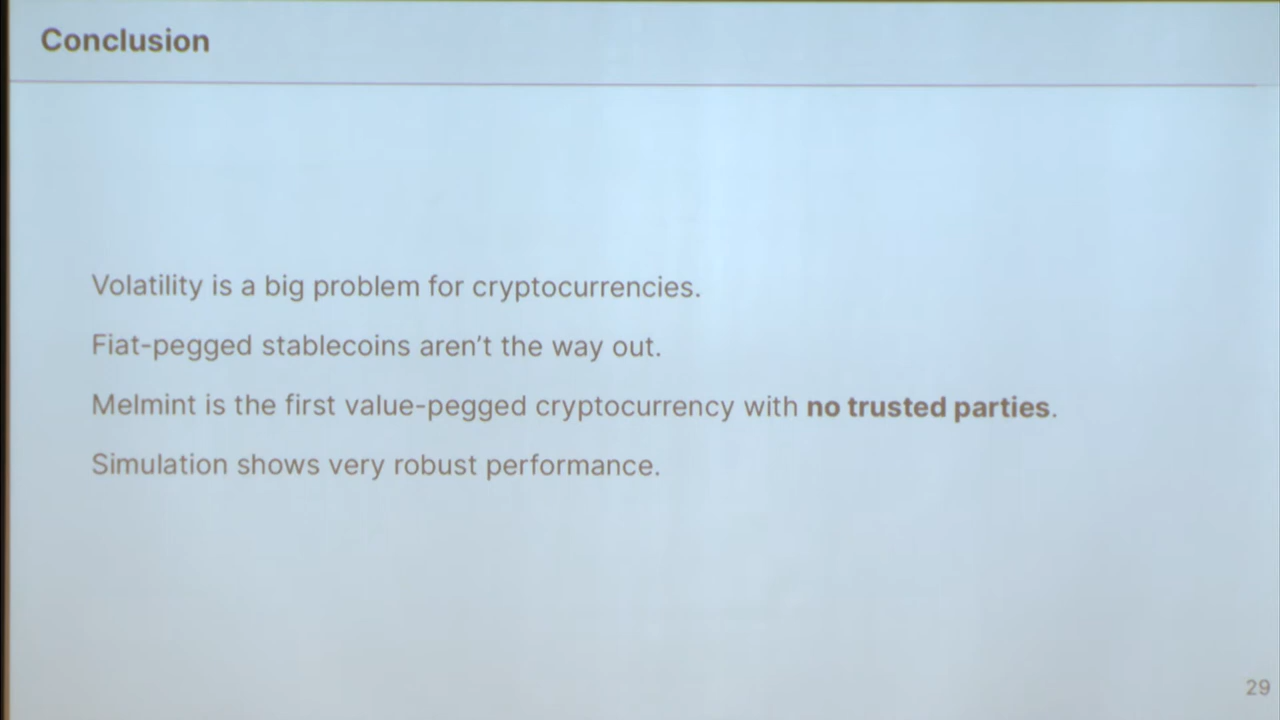 Conclusion
Volatility is a big problem for cryptocurrencies.
Fiat-pegged stablecoins aren't the way out.
Melmint is the first value-pegged cryptocurrency with no trusted parties.
Simulation shows very robust performance.
29